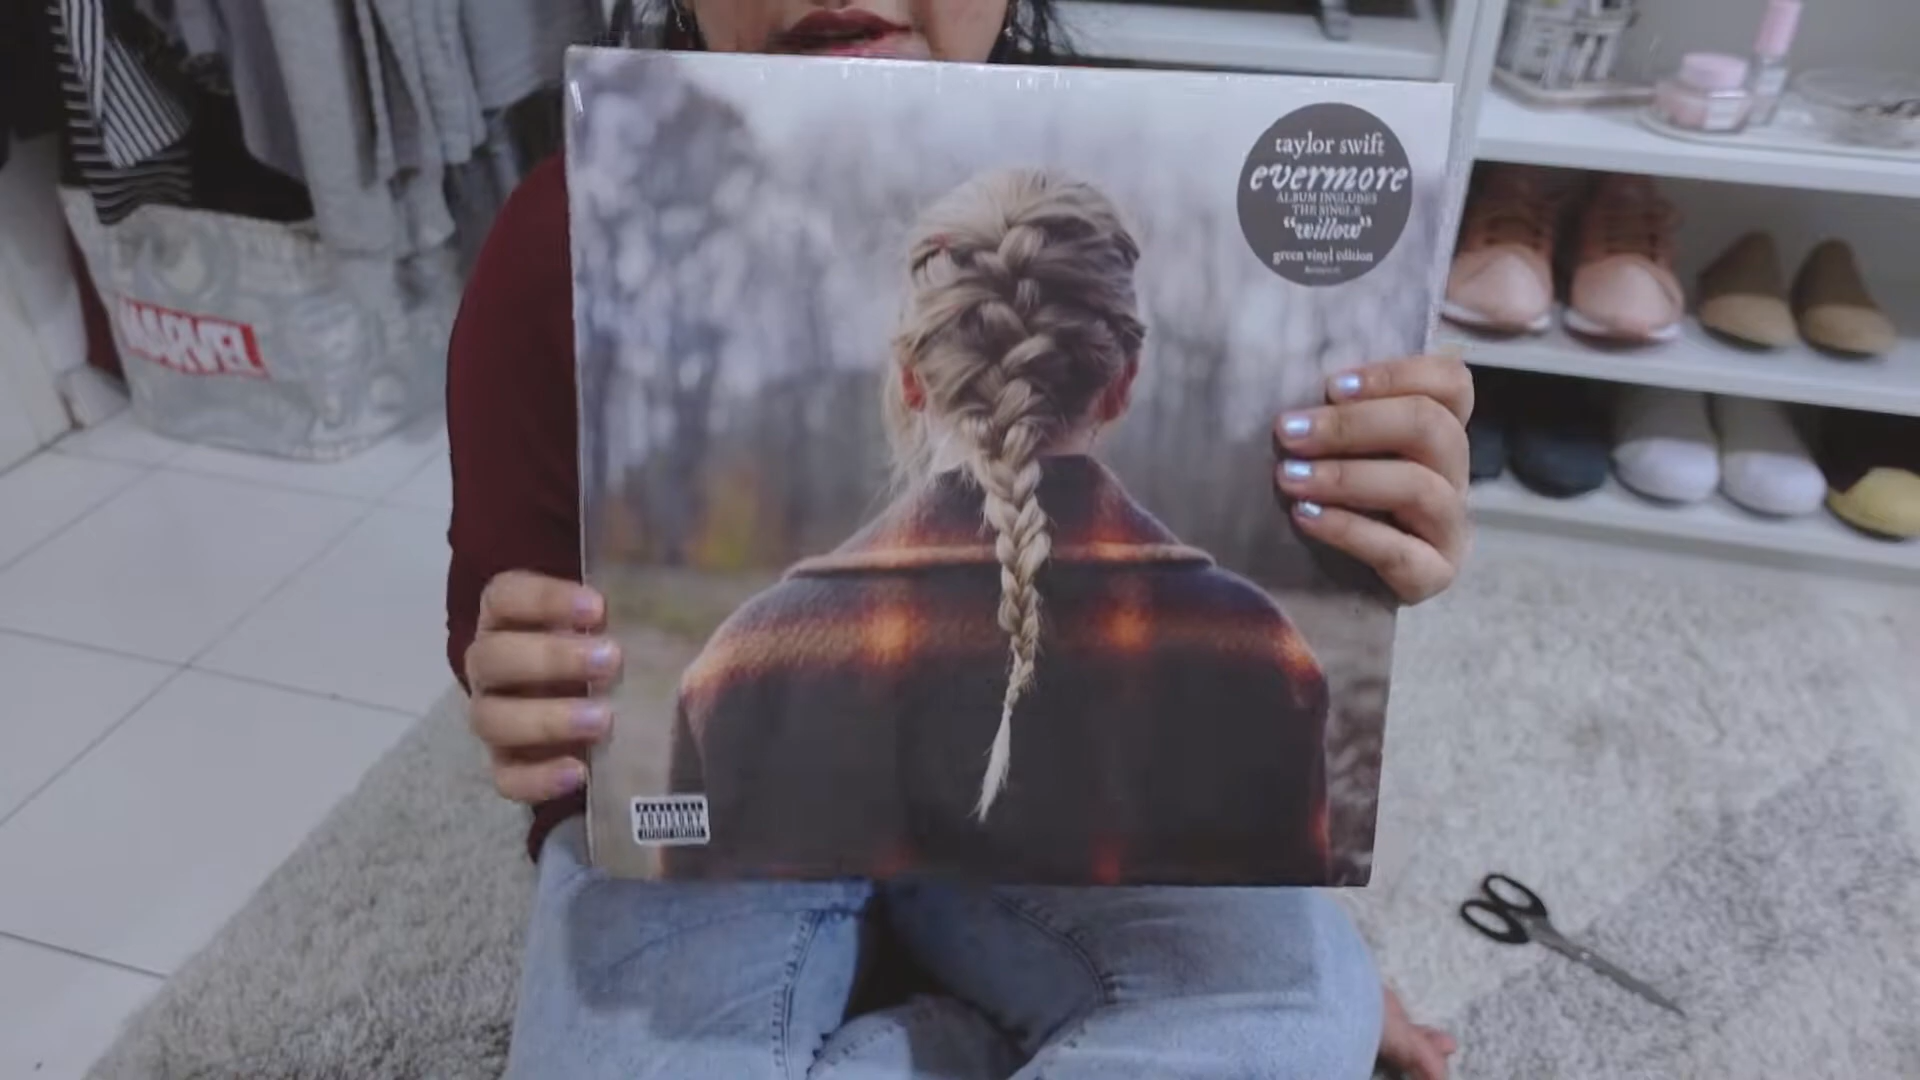 taylor swift
evermore
ALBUM INCLUDES
THE SINGLE
“willow”
green vinyl edition
MARVEL
PARENTAL
ADVISORY
EXPLICIT CONTENT